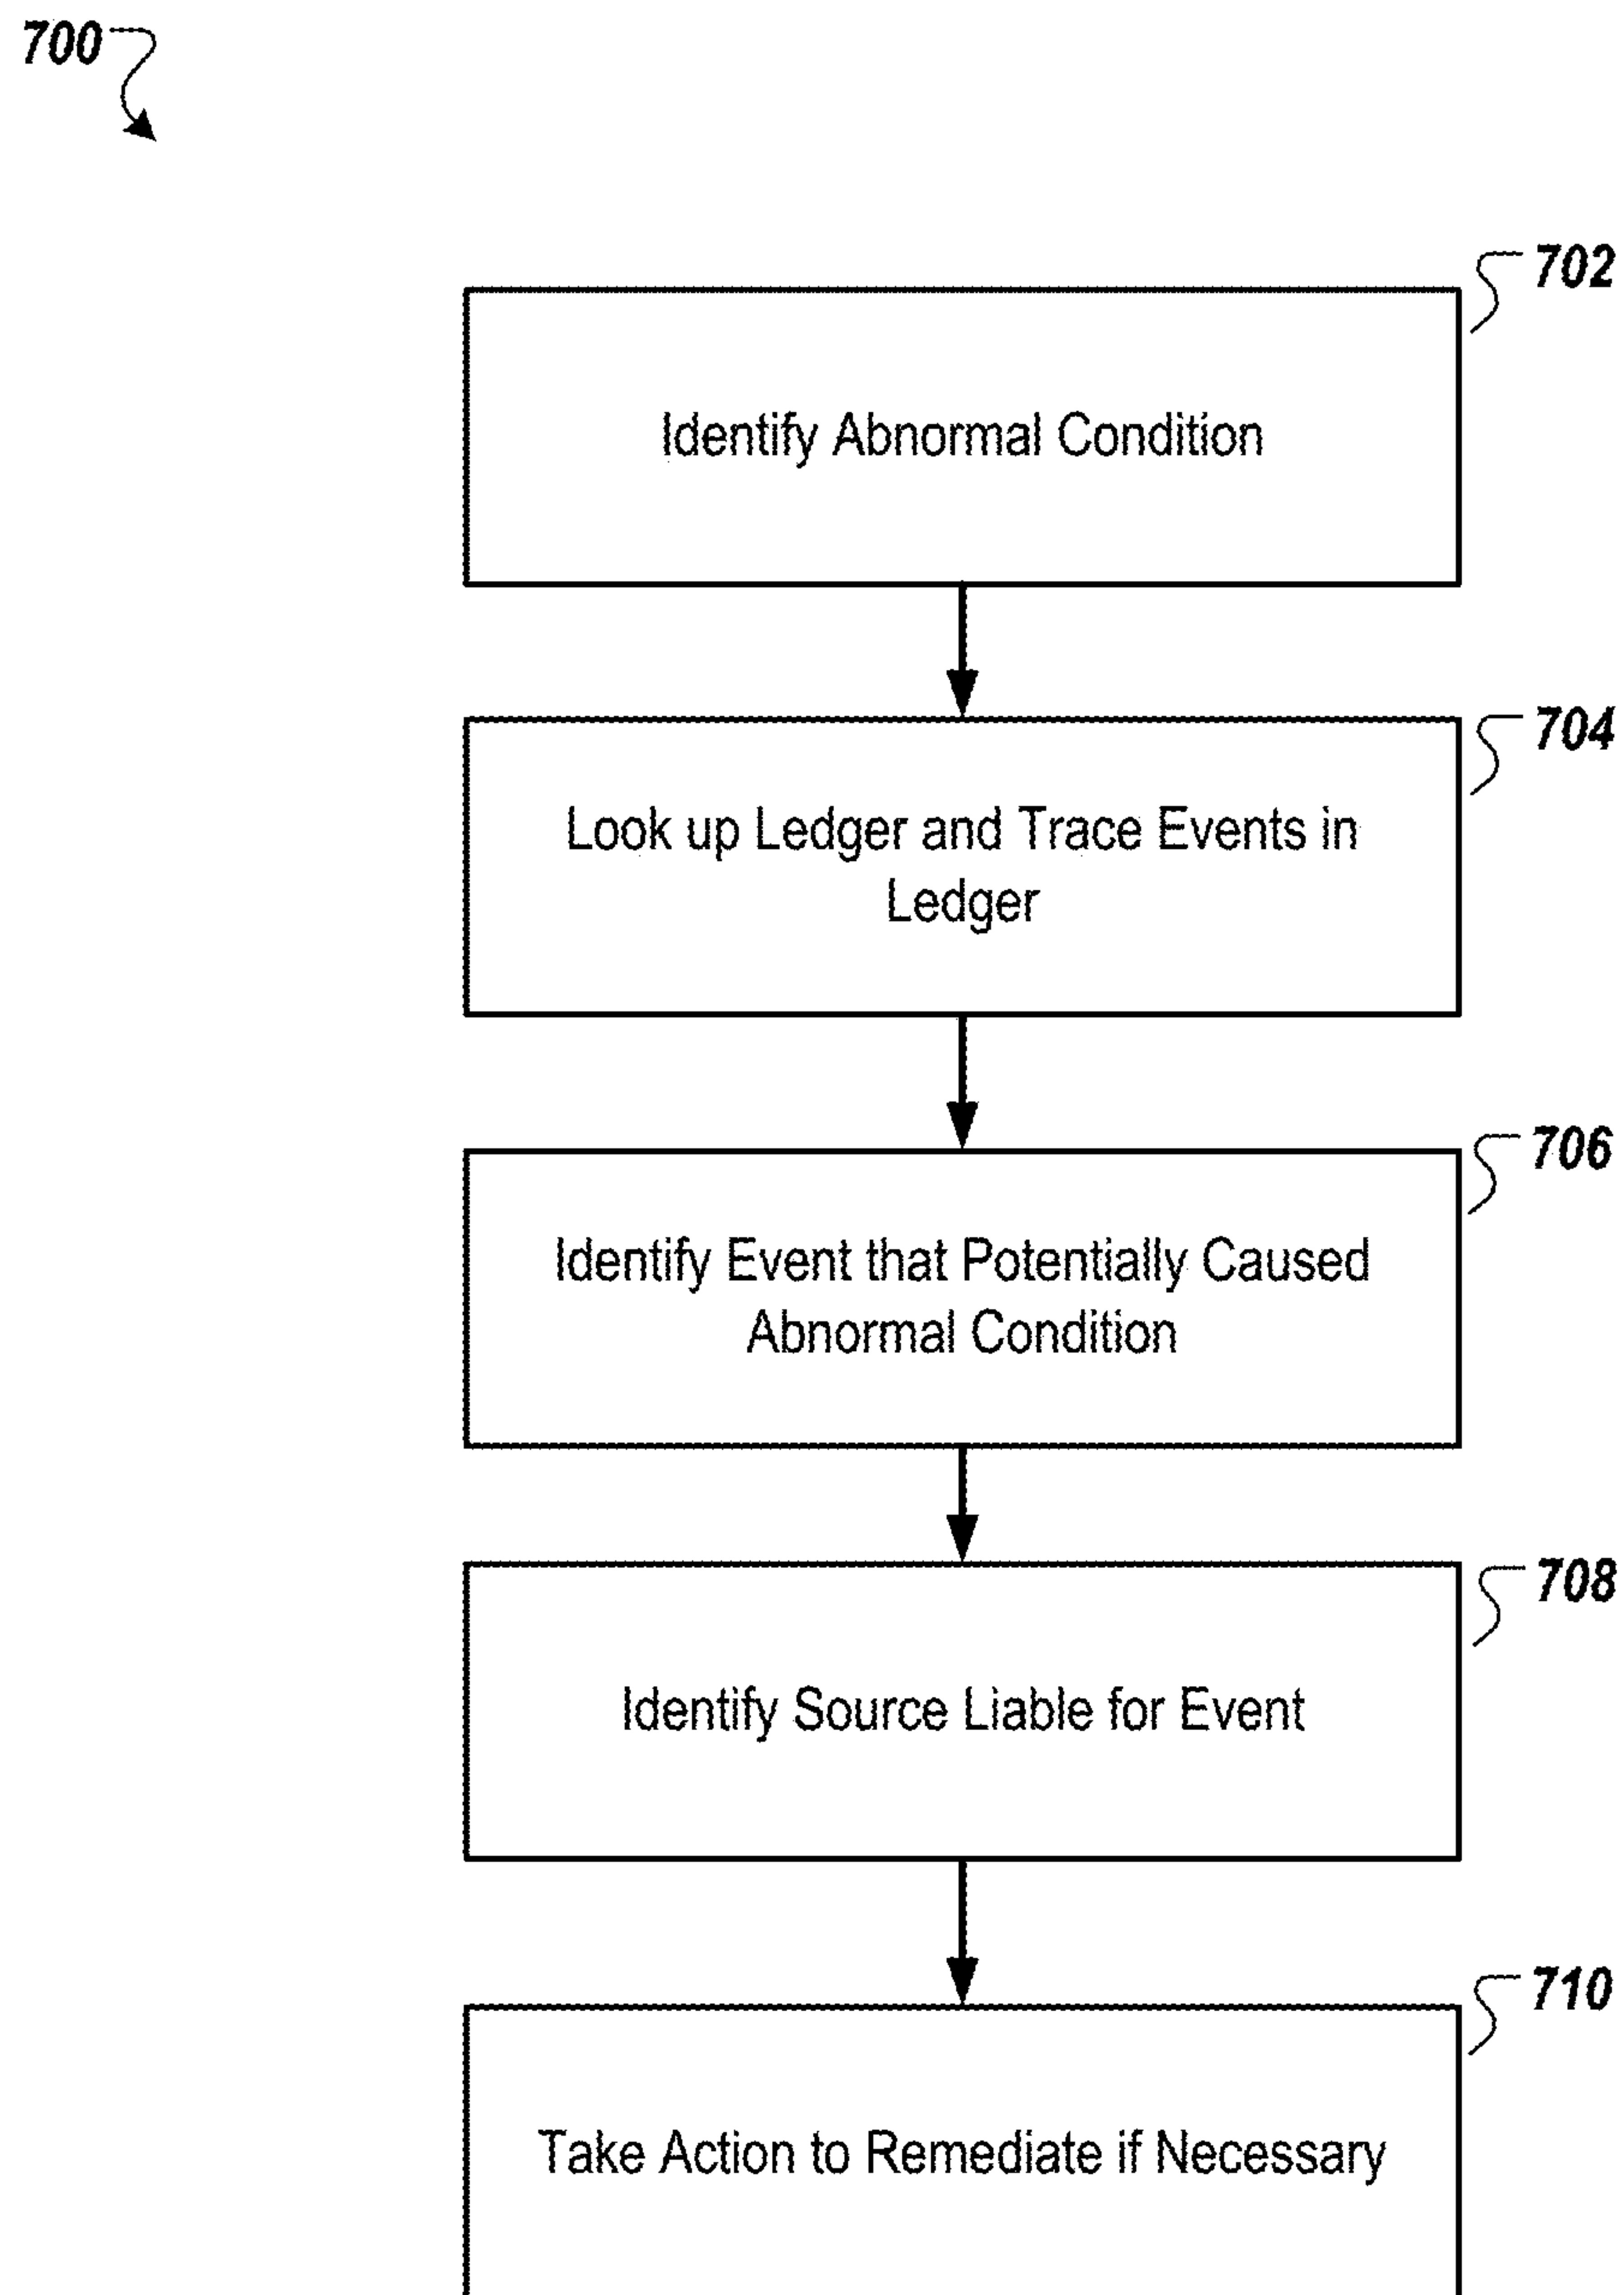 700
702
Identify Abnormal Condition
704
Look up Ledger and Trace Events in
Ledger
706
Identify Event that Potentially Caused
Abnormal Condition
708
Identify Source Liable for Event
710
Take Action to Remediate if Necessary